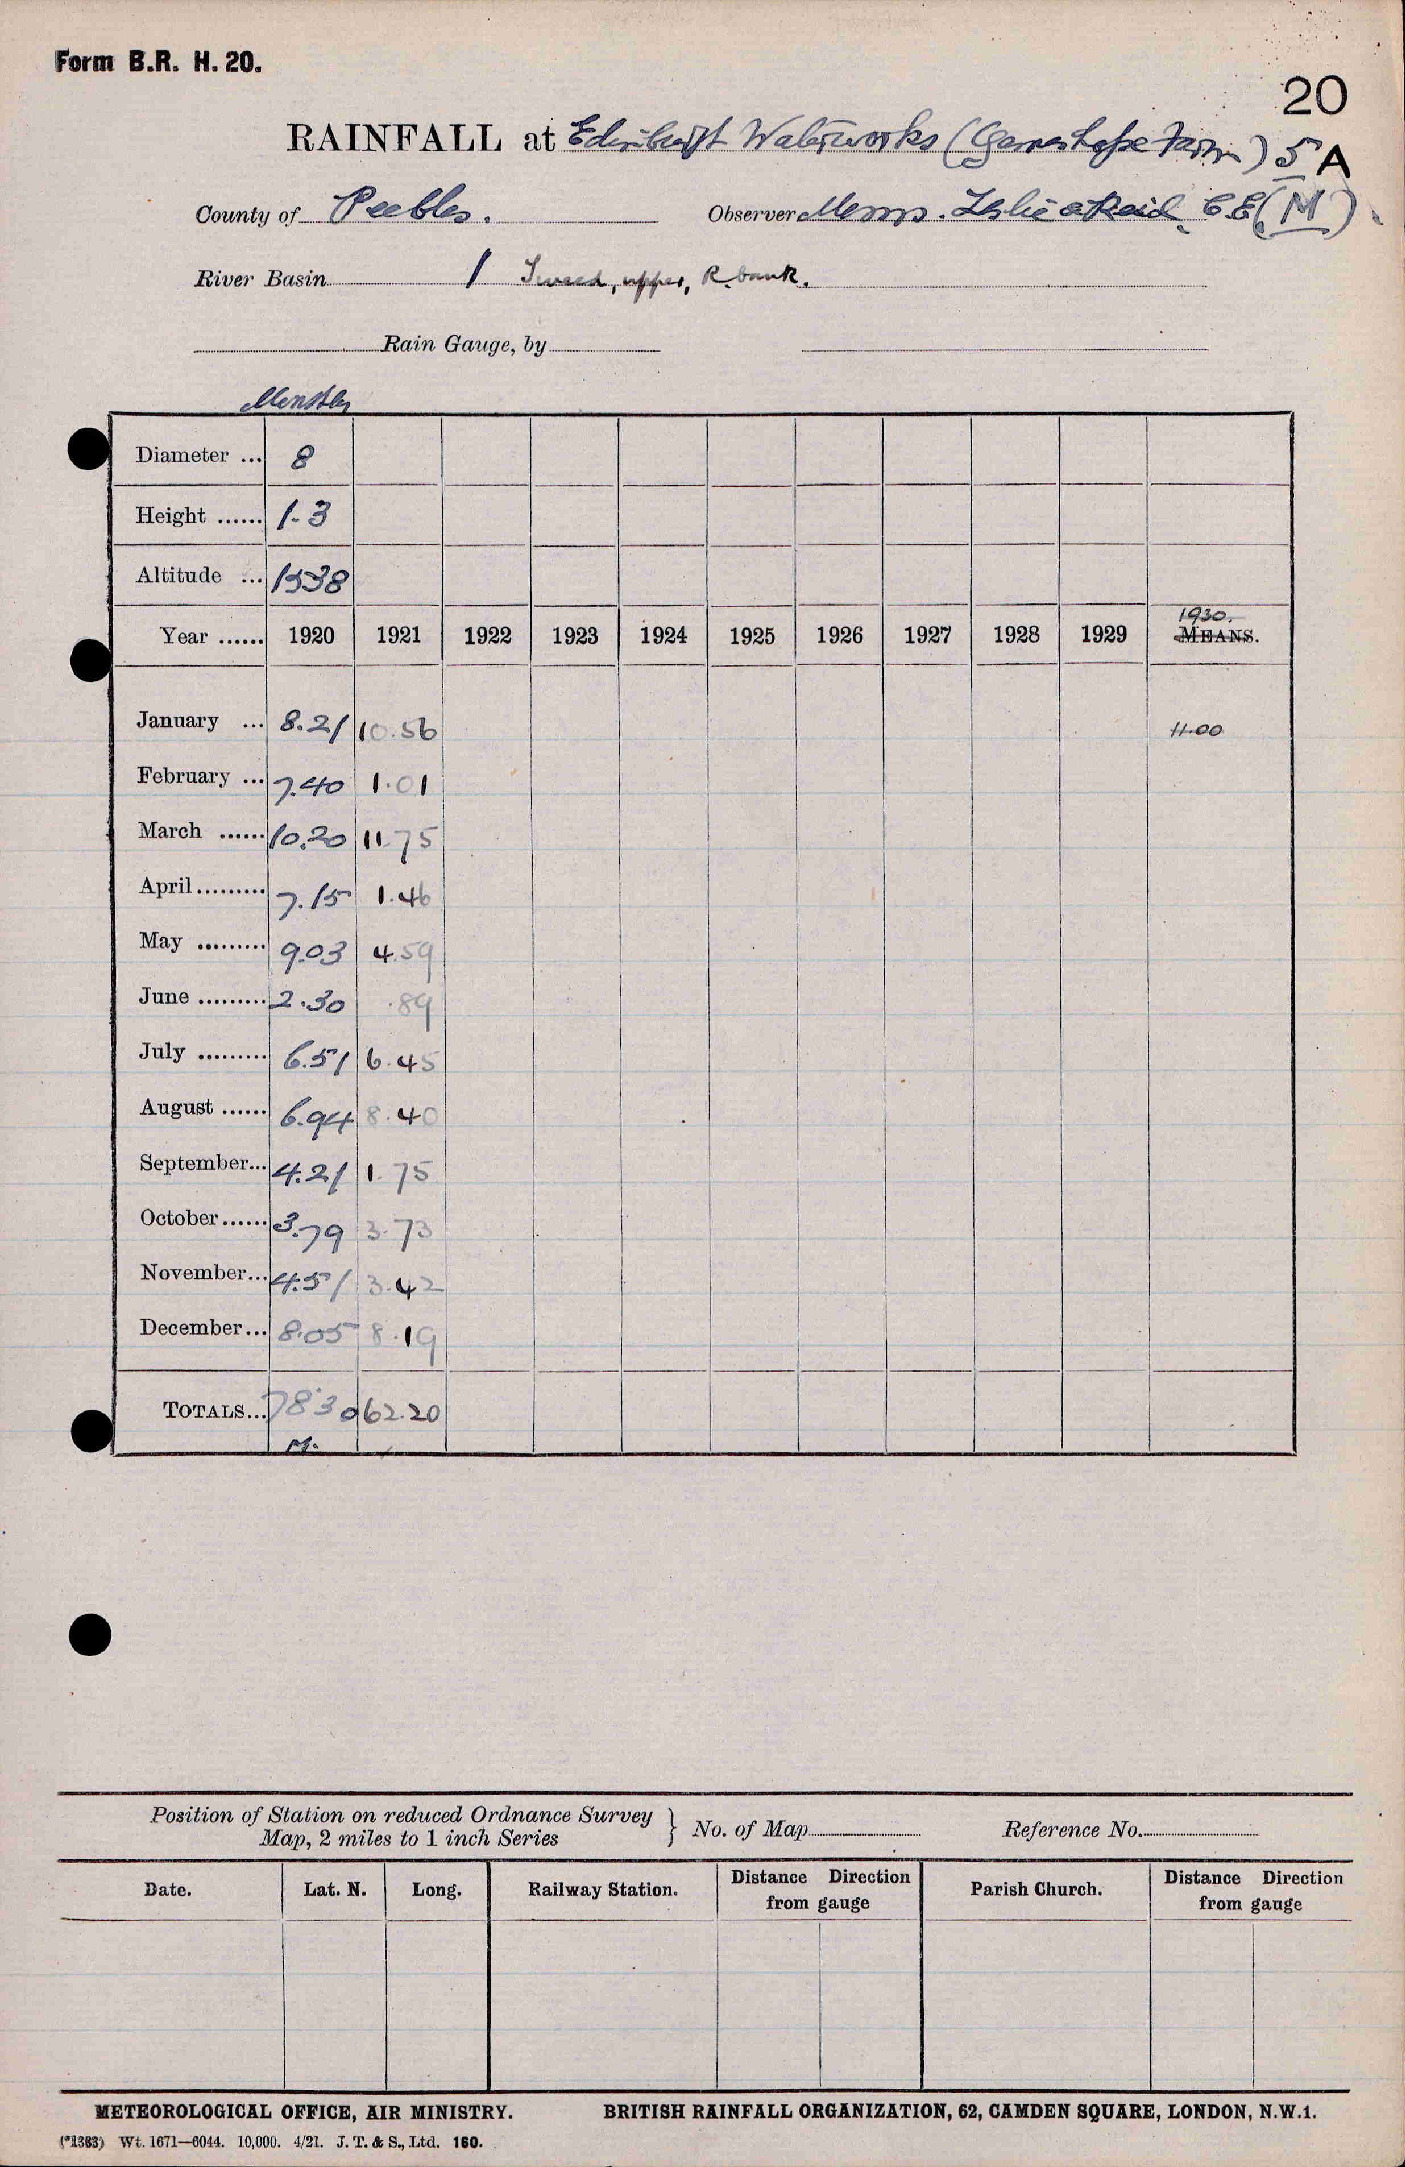 Form B.R. H. 20.
20
RAINFALL at Edinburgh Waterworks (Gameshope Farm) 5 A
County of Peebles. Observer Messrs. Leslie & Reid, C.E. (M)
River Basin 1 Tweed, upper, R. bank.
Rain Gauge, by
Monthly
Diameter ... 8
Height ...... 1-3
Altitude ... 1538
1930.
Year ...... 1920 1921 1922 1923 1924 1925 1926 1927 1928 1929 MEANS.
January ... 8.21 10.56 11.00
February ... 7.40 1.01
March ...... 10.20 11.75
April ......... 7.15 1.46
May ......... 9.03 4.59
June ......... 2.30 .89
July ......... 6.51 6.45
August ...... 6.94 8.40
September... 4.21 1.75
October...... 3.79 3.73
November... 4.51 3.42
December... 8.05 8.19
TOTALS... 78.30 62.20
M.
Position of Station on reduced Ordnance Survey
Map, 2 miles to 1 inch Series } No. of Map Reference No.
Date. Lat. N. Long. Railway Station. Distance Direction from gauge Parish Church. Distance Direction from gauge
METEOROLOGICAL OFFICE, AIR MINISTRY. BRITISH RAINFALL ORGANIZATION, 62, CAMDEN SQUARE, LONDON, N.W.1.
(*1383) Wt. 1671—6044. 10,000. 4/21. J. T. & S., Ltd. 160.